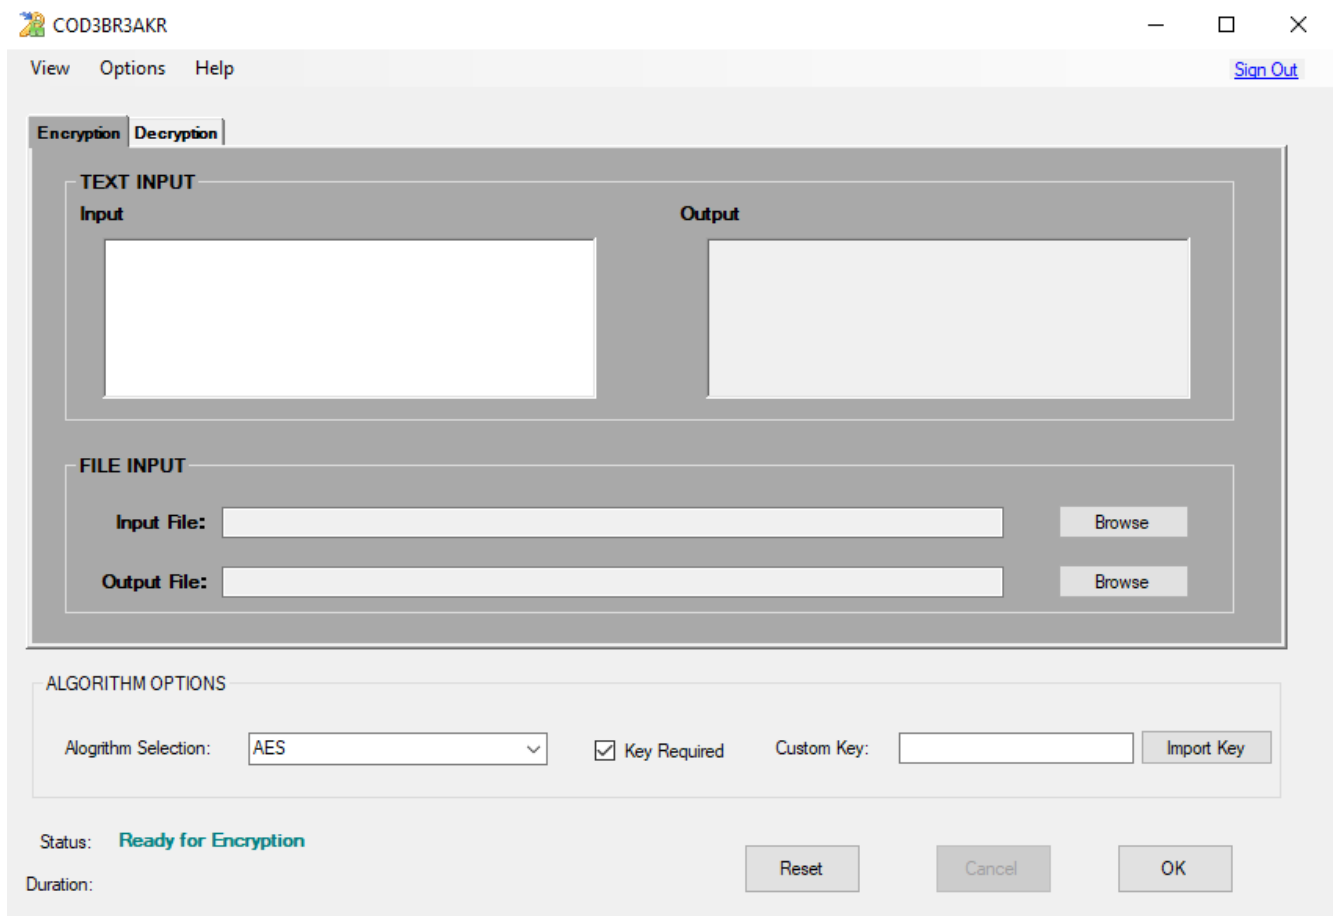 COD3BR3AKR
View Options Help Sign Out
Encryption Decryption
TEXT INPUT
Input Output
FILE INPUT
Input File: Browse
Output File: Browse
ALGORITHM OPTIONS
Alogrithm Selection: AES Key Required Custom Key: Import Key
Status: Ready for Encryption
Reset Cancel OK
Duration: